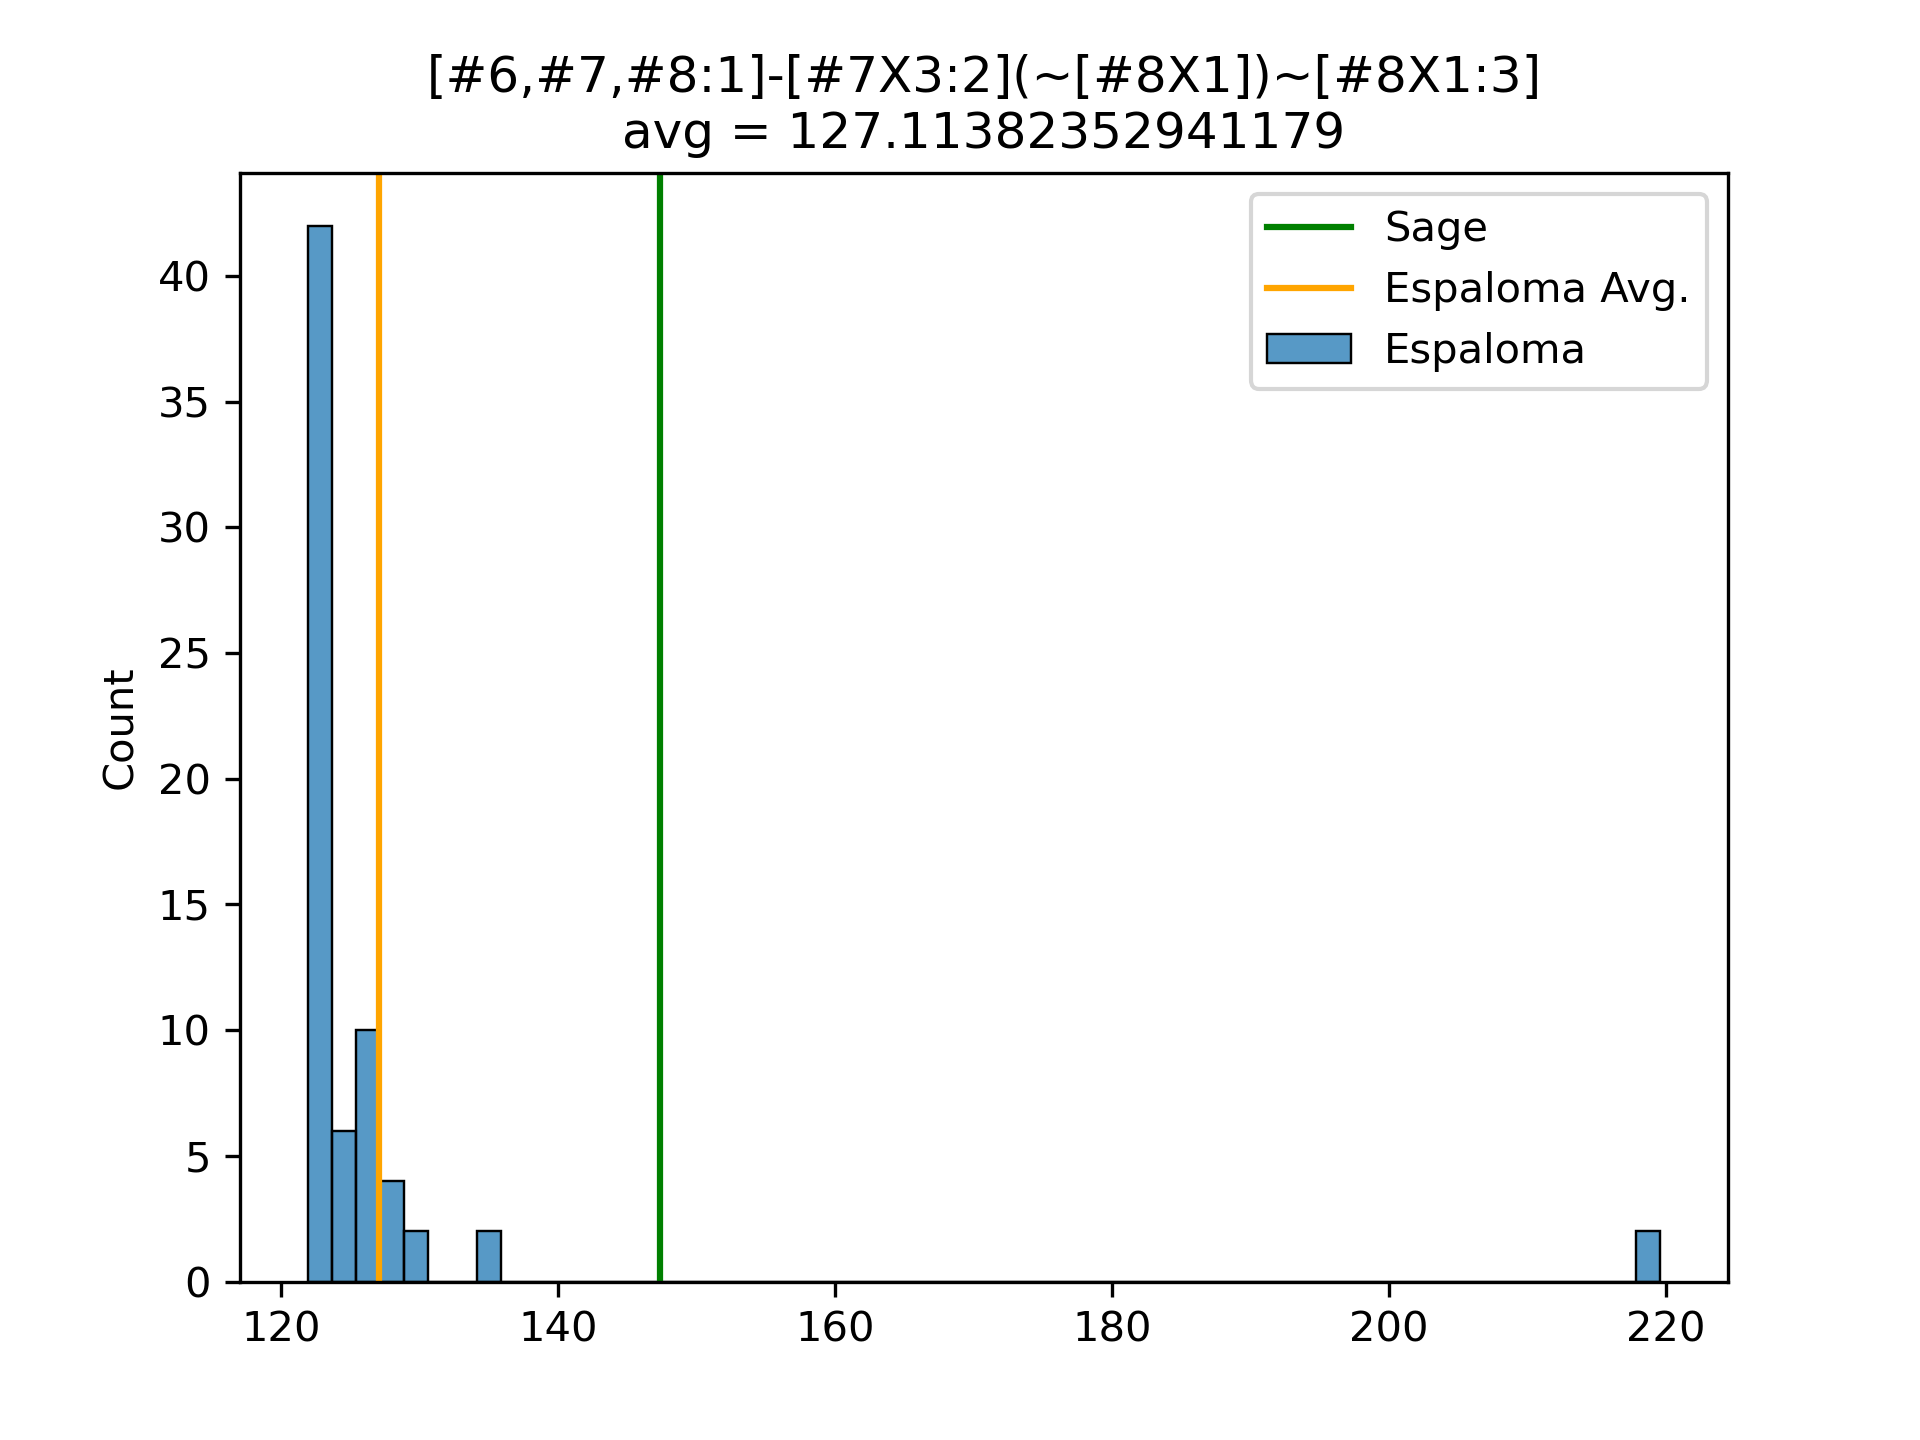 [#6,#7,#8:1]-[#7X3:2](~[#8X1])~[#8X1:3]
avg = 127.11382352941179
Sage
Espaloma Avg.
Espaloma
Count
40
35
30
25
20
15
10
5
0
120 140 160 180 200 220